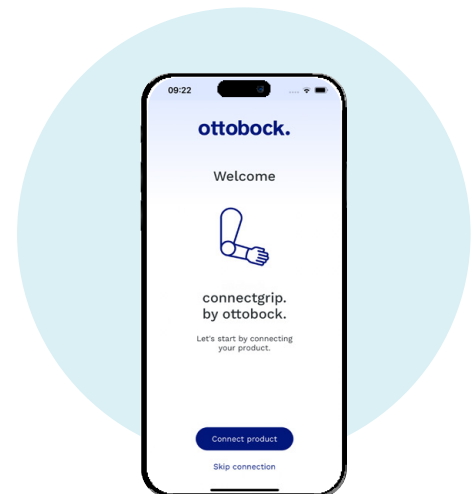 09:22
ottobock.
Welcome
connectgrip.
by ottobock.
Let's start by connecting
your product.
Connect product
Skip connection